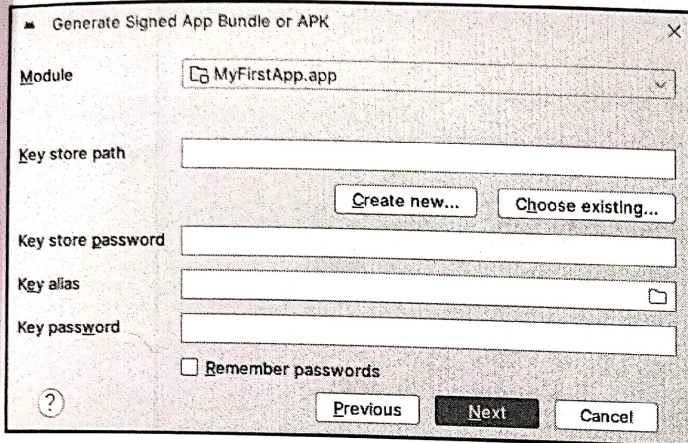 Generate Signed App Bundle or APK
Module
MyFirstApp.app
Key store path
Create new... Choose existing...
Key store password
Key alias
Key password
Remember passwords
? Previous Next Cancel